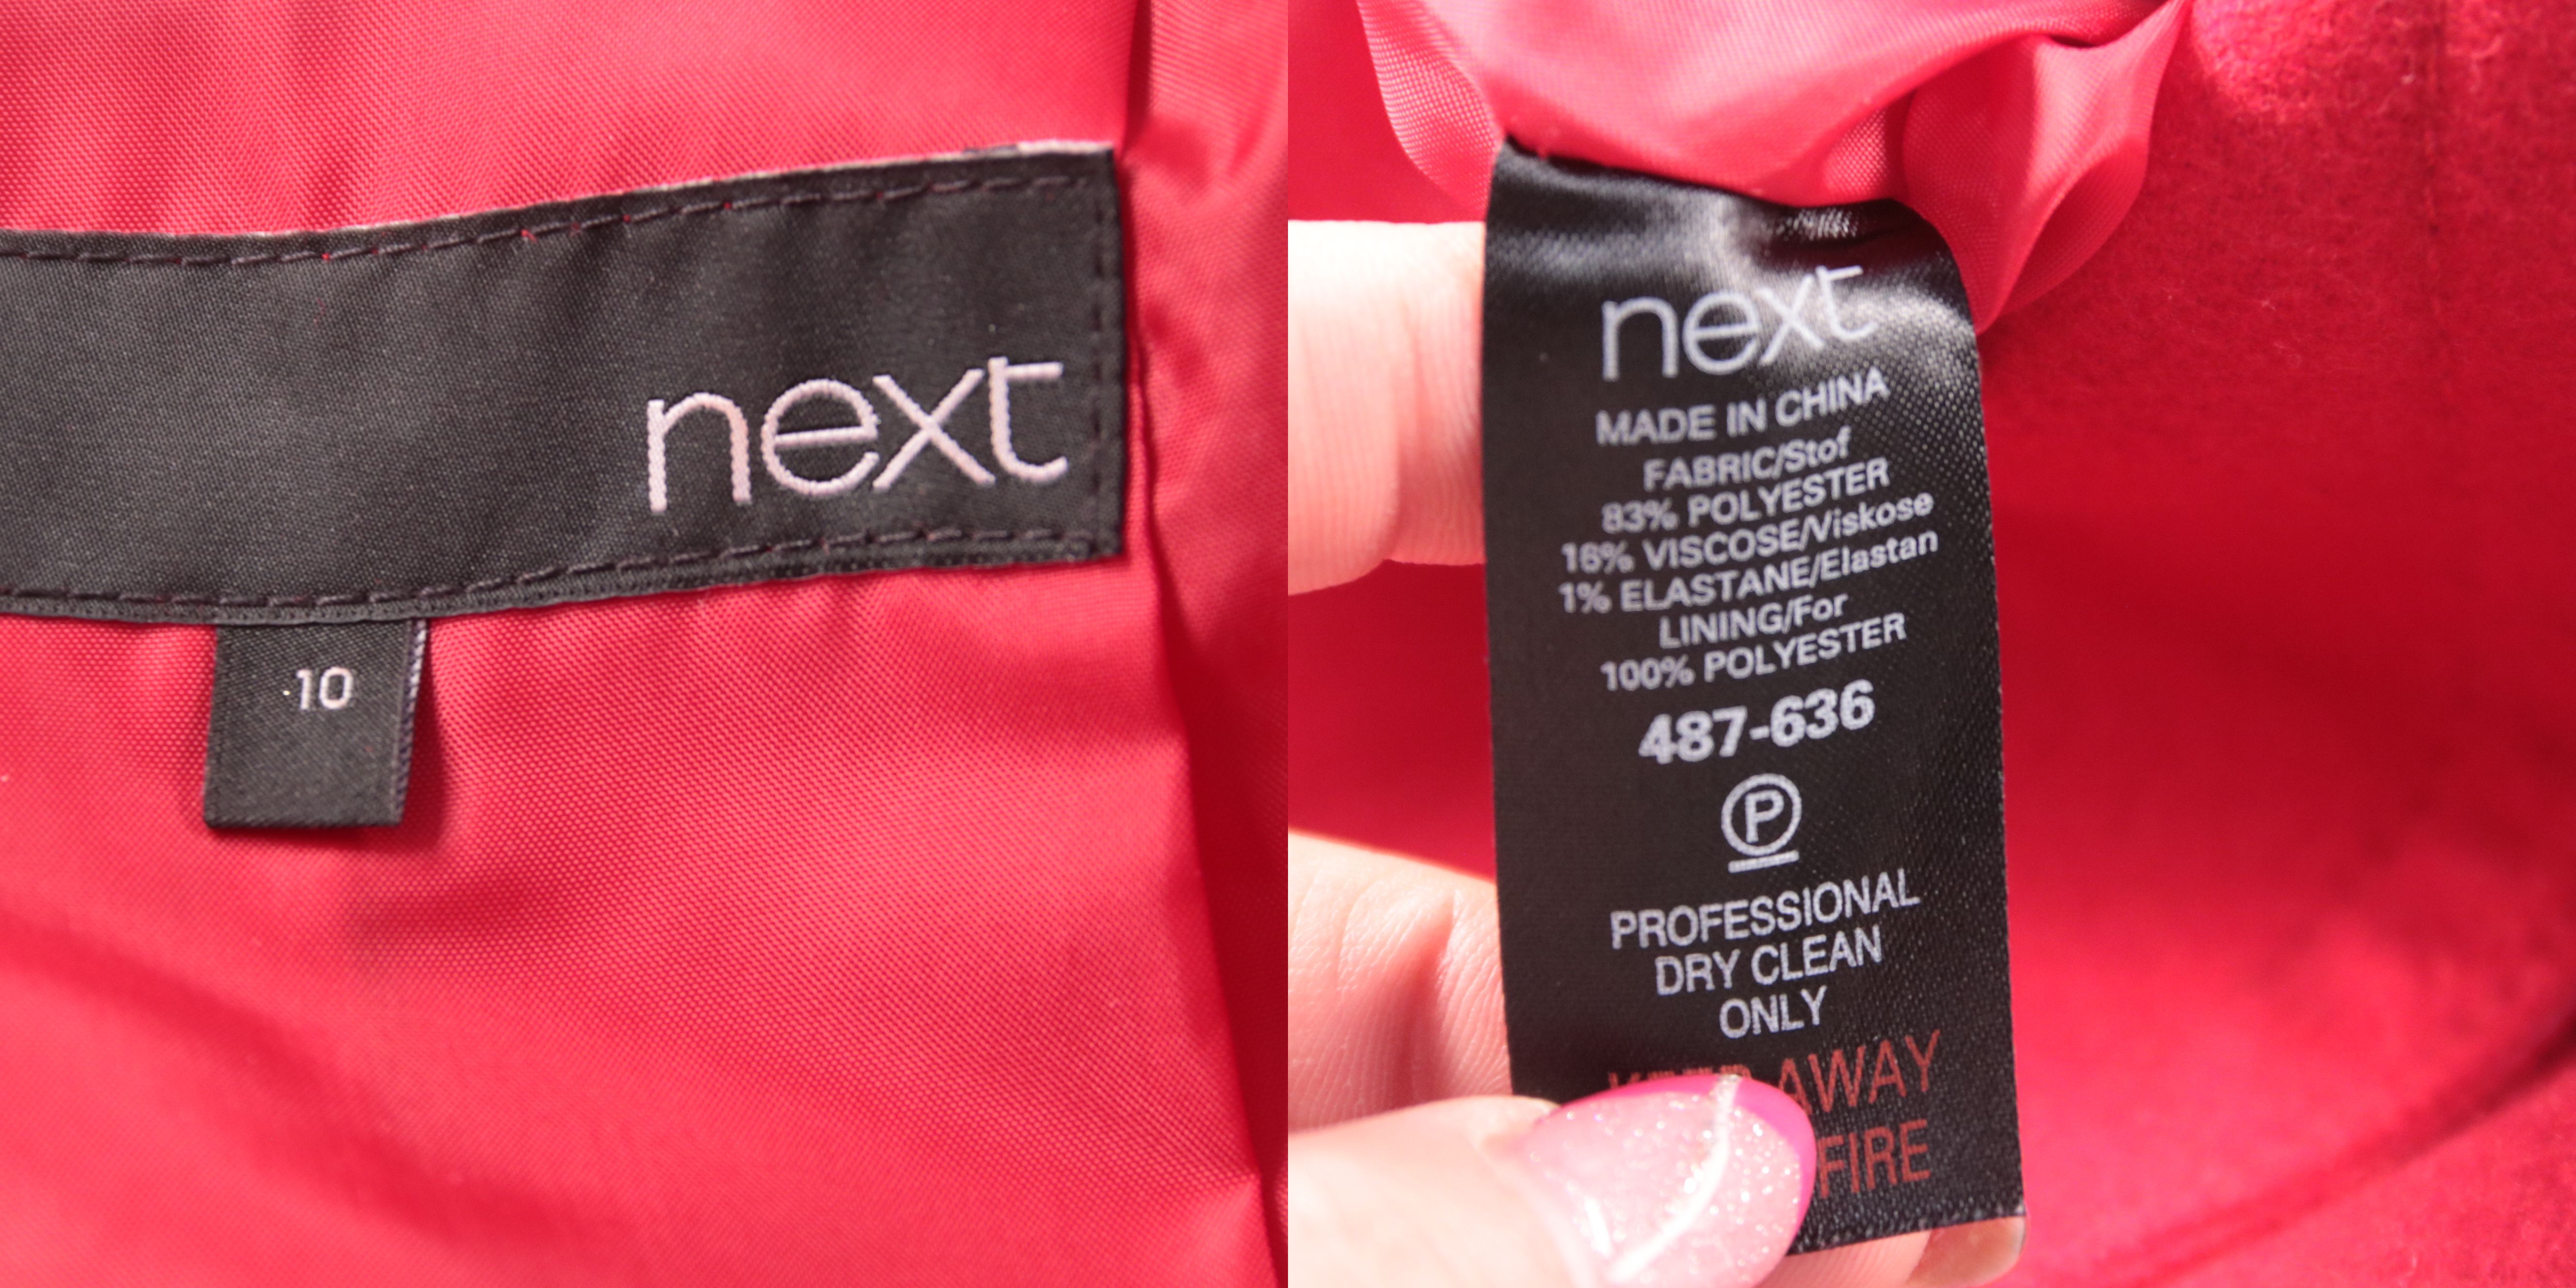 next
10
next
MADE IN CHINA
FABRIC/Stof
83% POLYESTER
16% VISCOSE/Viskose
1% ELASTANE/Elastan
LINING/For
100% POLYESTER
487-636
P
PROFESSIONAL
DRY CLEAN
ONLY
AWAY
FIRE